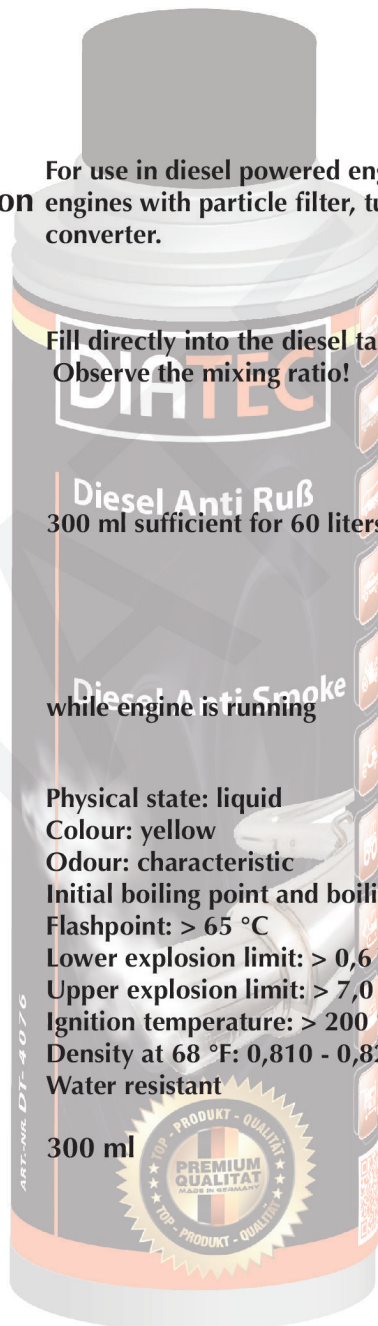 For use in diesel powered eng
on engines with particle filter, tu
converter.
Fill directly into the diesel ta
Observe the mixing ratio!
DIATEC
Diesel Anti Ruß
300 ml sufficient for 60 liters
Diesel Anti Smoke
while engine is running
Physical state: liquid
Colour: yellow
Odour: characteristic
Initial boiling point and boili
Flashpoint: > 65 °C
Lower explosion limit: > 0,6
Upper explosion limit: > 7,0
Ignition temperature: > 200
Density at 68 °F: 0,810 - 0,82
Water resistant
ART.-NR. DT-4076
300 ml
TOP - PRODUKT - QUALITÄT
PREMIUM
QUALITÄT
MADE IN GERMANY
TOP - PRODUKT - QUALITÄT